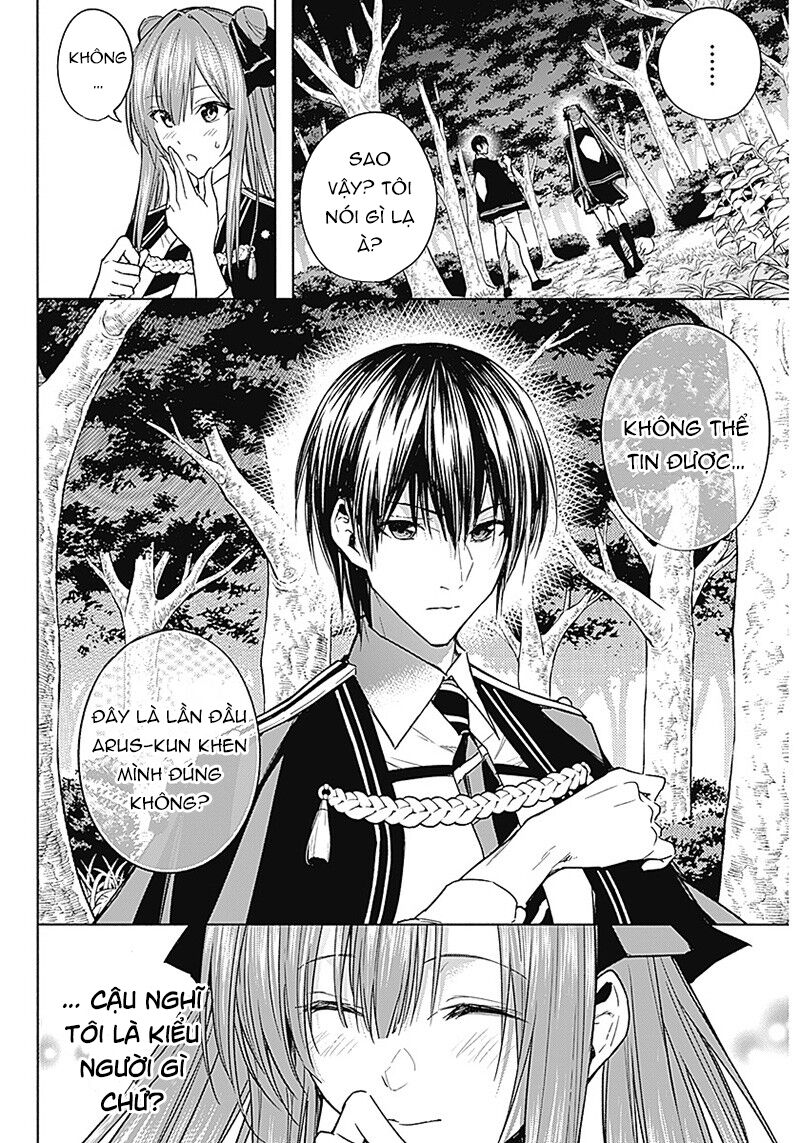 ……
SAO
VẬY? TÔI
NÓI GÌ LẠ
À?
KHÔNG
...
KHÔNG THỂ
TIN ĐƯỢC...
ĐÂY LÀ LẦN ĐẦU
ARUS-KUN KHEN
MÌNH ĐÚNG
KHÔNG?
... CẬU NGHĨ
TÔI LÀ KIỂU
NGƯỜI GÌ
CHỨ?